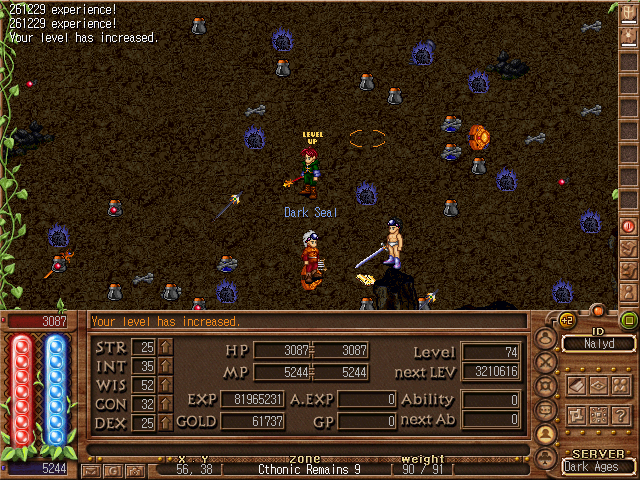 261229 experience!
261229 experience!
Your level has increased.
LEVEL
UP
Dark Seal
3087 Your level has increased. +2 ID
Nalyd
STR 25 HP 3087 3087 Level 74
INT 35 MP 5244 5244 next LEV 3210616
WIS 52
CON 32 EXP 81965231 A.EXP 0 Ability 0
DEX 25 GOLD 61737 GP 0 next Ab 0
x . y zone weight SERVER
5244 G 56, 38 Cthonic Remains 9 90 / 91 Dark Ages